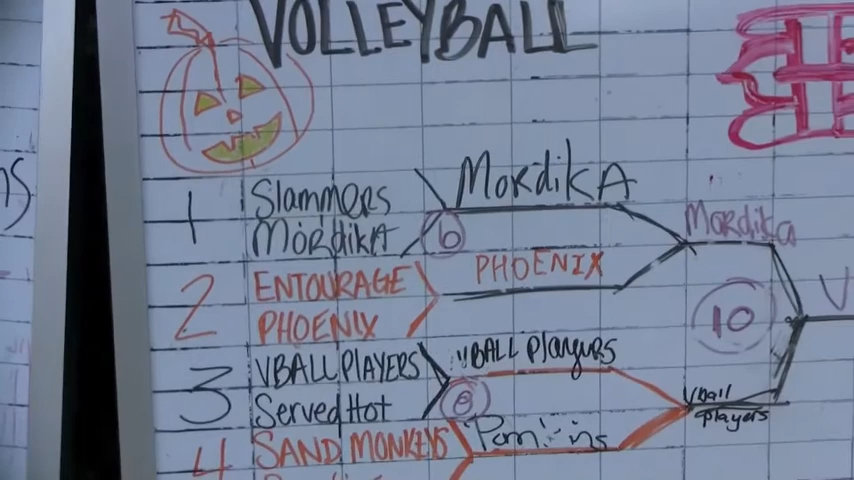 VOLLEYBALL
1 Slammers MORdikA
MORdikA 6 Mordika
2 ENTOURAGE PHOENIX
PHOENIX 10 V
3 VBALL PLAYERS VBALL PlAyers
Served Hot 8 VBall players
4 SAND MONKEYS